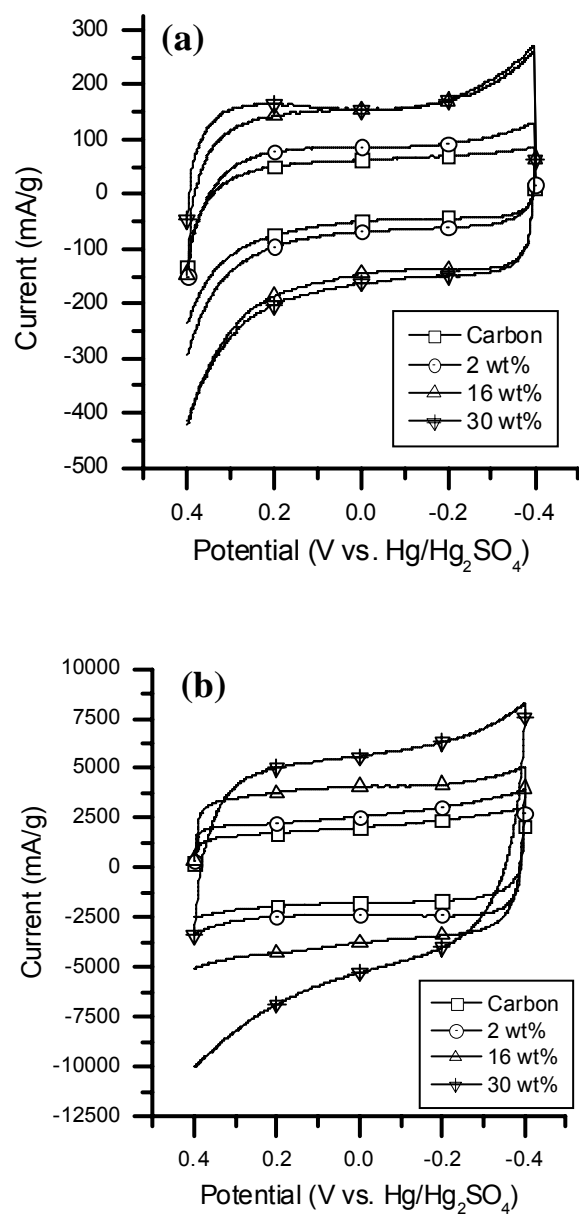 (a)
300
200
100
0
-100
-200
-300
-400
-500
Current (mA/g)
Carbon
2 wt%
16 wt%
30 wt%
0.4 0.2 0.0 -0.2 -0.4
Potential (V vs. Hg/Hg₂SO₄)
(b)
10000
7500
5000
2500
0
-2500
-5000
-7500
-10000
-12500
Current (mA/g)
Carbon
2 wt%
16 wt%
30 wt%
0.4 0.2 0.0 -0.2 -0.4
Potential (V vs. Hg/Hg₂SO₄)